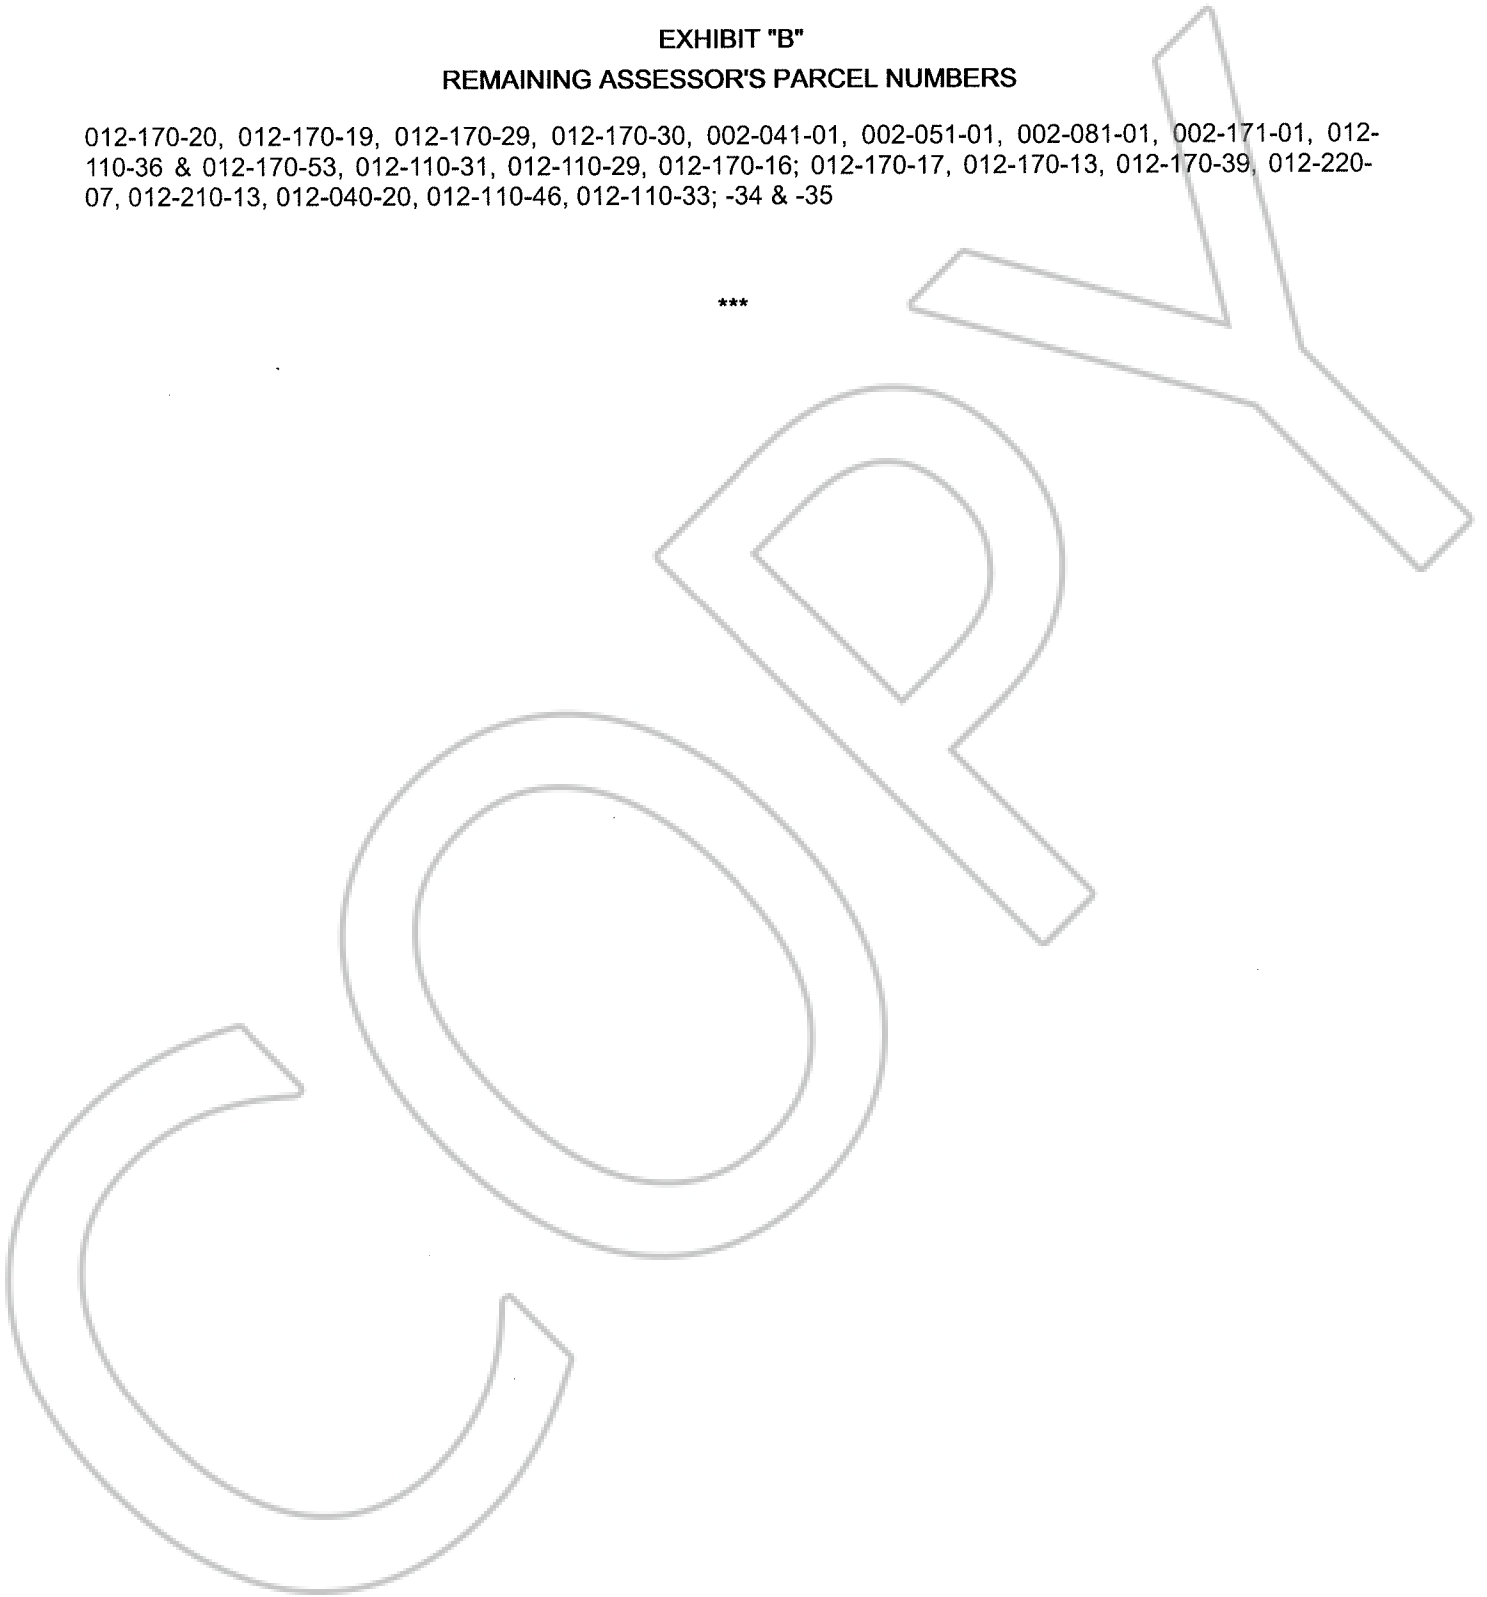 EXHIBIT "B"
REMAINING ASSESSOR'S PARCEL NUMBERS
012-170-20, 012-170-19, 012-170-29, 012-170-30, 002-041-01, 002-051-01, 002-081-01, 002-171-01, 012-
110-36 & 012-170-53, 012-110-31, 012-110-29, 012-170-16; 012-170-17, 012-170-13, 012-170-39, 012-220-
07, 012-210-13, 012-040-20, 012-110-46, 012-110-33; -34 & -35
***
COPY